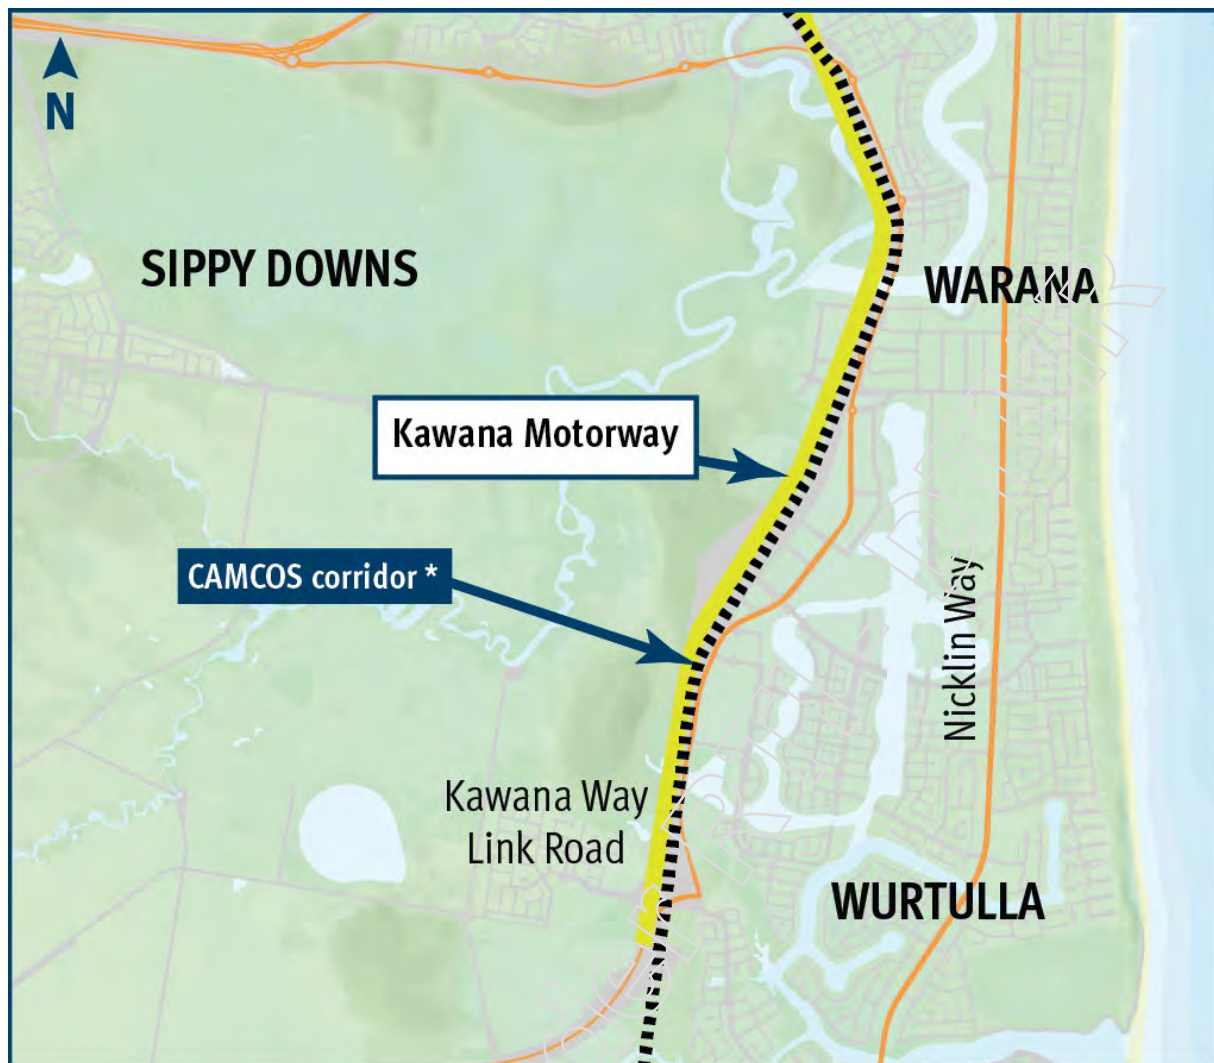 N
SIPPY DOWNS
WARANA
Kawana Motorway
CAMCOS corridor *
Nicklin Way
Kawana Way
Link Road
WURTULLA